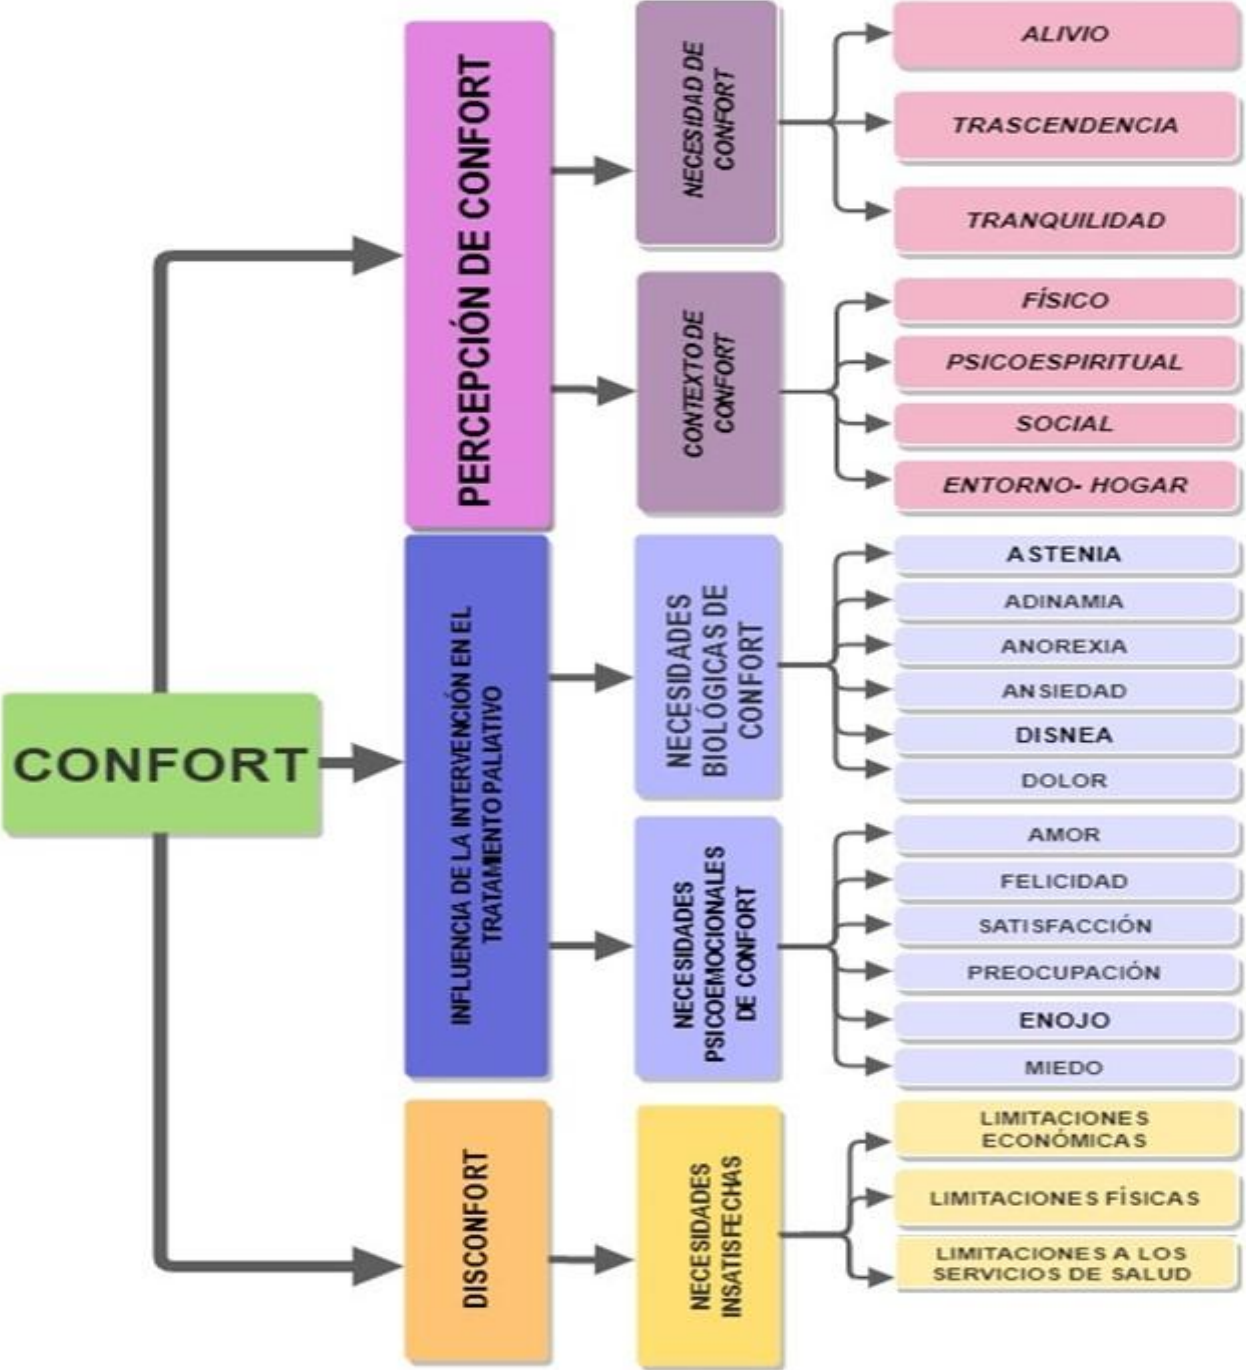 CONFORT
PERCEPCIÓN DE CONFORT
NECESIDAD DE
CONFORT
ALIVIO
TRASCENDENCIA
TRANQUILIDAD
CONTEXTO DE
CONFORT
FÍSICO
PSICOESPIRITUAL
SOCIAL
ENTORNO- HOGAR
INFLUENCIA DE LA INTERVENCIÓN EN EL
TRATAMIENTO PALIATIVO
NECESIDADES
BIOLÓGICAS DE
CONFORT
ASTENIA
ADINAMIA
ANOREXIA
ANSIEDAD
DISNEA
DOLOR
NECESIDADES
PSICOEMOCIONALES
DE CONFORT
AMOR
FELICIDAD
SATISFACCIÓN
PREOCUPACIÓN
ENOJO
MIEDO
DISCONFORT
NECESIDADES
INSATISFECHAS
LIMITACIONES
ECONÓMICAS
LIMITACIONES FÍSICAS
LIMITACIONES A LOS
SERVICIOS DE SALUD